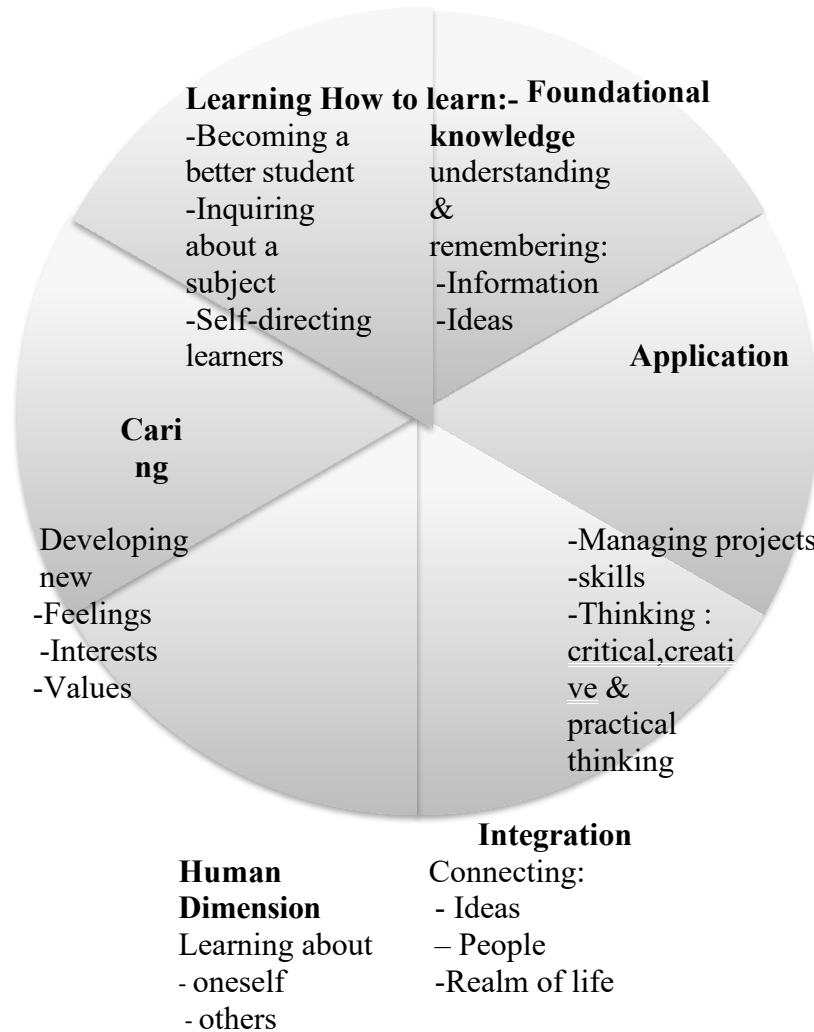 Learning How to learn:-
-Becoming a
better student
-Inquiring
about a
subject
-Self-directing
learners
Foundational
knowledge
understanding
&
remembering:
-Information
-Ideas
Application
-Managing projects
-skills
-Thinking :
critical,creati
ve &
practical
thinking
Cari
ng
Developing
new
-Feelings
-Interests
-Values
Human
Dimension
Learning about
- oneself
- others
Integration
Connecting:
- Ideas
– People
-Realm of life